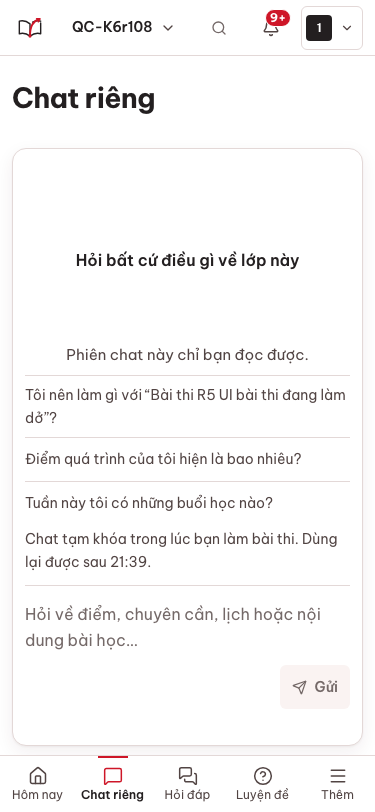 QC-K6r108
9+
1
Chat riêng
Hỏi bất cứ điều gì về lớp này
Phiên chat này chỉ bạn đọc được.
Tôi nên làm gì với “Bài thi R5 UI bài thi đang làm
dở”?
Điểm quá trình của tôi hiện là bao nhiêu?
Tuần này tôi có những buổi học nào?
Chat tạm khóa trong lúc bạn làm bài thi. Dùng
lại được sau 21:39.
Hỏi về điểm, chuyên cần, lịch hoặc nội
dung bài học...
Gửi
Hôm nay
Chat riêng
Hỏi đáp
Luyện đề
Thêm